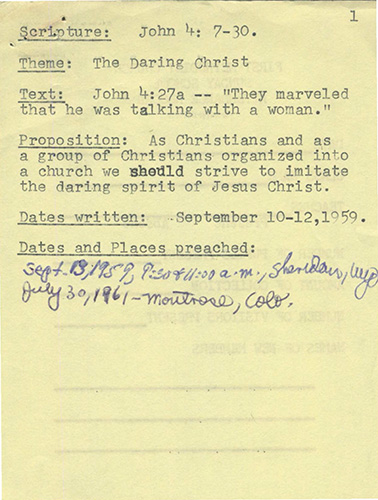 1
Scripture: John 4: 7-30.
Theme: The Daring Christ
Text: John 4:27a -- "They marveled
that he was talking with a woman."
Proposition: As Christians and as
a group of Christians organized into
a church we should strive to imitate
the daring spirit of Jesus Christ.
Dates written: September 10-12,1959.
Dates and Places preached:
Sept. 13, 1959, 9:30 & 11:00 a.m., Sheridan, Wyo
July 30, 1961 - Montrose, Colo.